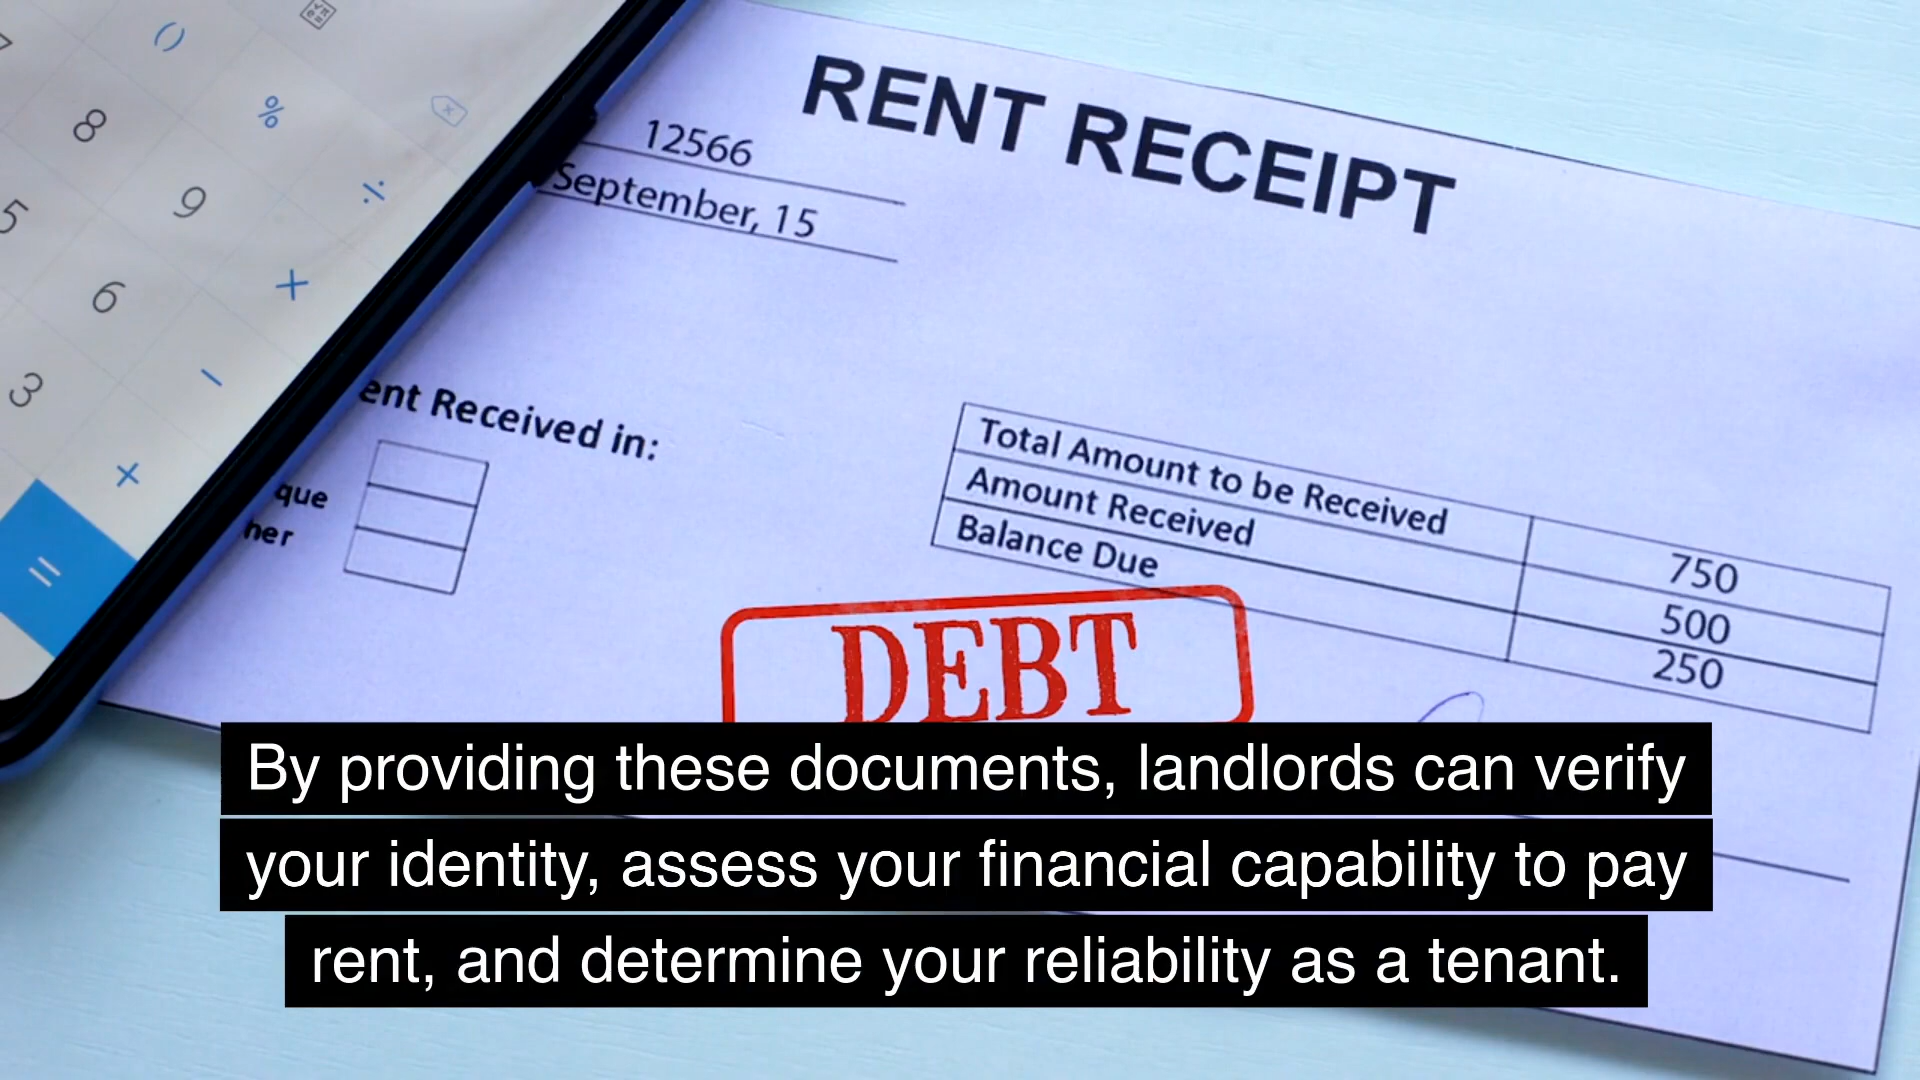 RENT RECEIPT
12566
September, 15
ent Received in:
que
her
Total Amount to be Received 750
Amount Received 500
Balance Due 250
DEBT
8
%
9
÷
5
6
+
-
3
×
=
()
By providing these documents, landlords can verify
your identity, assess your financial capability to pay
rent, and determine your reliability as a tenant.